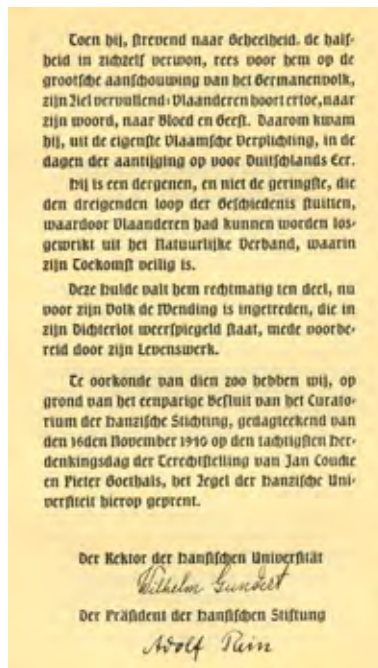 Toen hij, strevend naar Geheelheid, de half-
heid in zichzelf verwon, rees voor hem op de
grootsche aanschouwing van het Germanenvolk,
zijn Ziel vervullend: Vlaanderen hoort ertoe, naar
zijn woord, naar Bloed en Geest. Daarom kwam
hij, uit de eigenste Vlaamsche Verplichting, in de
dagen der aantijging op voor Duitschlands Eer.
Hij is een dergenen, en niet de geringste, die
den dreigenden loop der Geschiedenis stuitten,
waardoor Vlaanderen had kunnen worden los-
gewrikt uit het Natuurlijke Verband, waarin
zijn Toekomst veilig is.
Deze Hulde valt hem rechtmatig ten deel, nu
voor zijn Volk de Wending is ingetreden, die in
zijn Dichterlot weerspiegeld staat, mede voorbe-
reid door zijn Levenswerk.
Te oorkonde van dien zoo hebben wij, op
grond van het eenparige Besluit van het Curato-
rium der Hanzische Stichting, gedagteekend van
den 16den November 1940 op den tachtigsten Her-
denkingsdag der Terechtstelling van Jan Coucke
en Pieter Goethals, het Zegel der Hanzische Uni-
versiteit hierop geprent.
Der Rektor der Hansischen Universität
Wilhelm Gundert
Der Präsident der Hansischen Stiftung
Adolf Rein